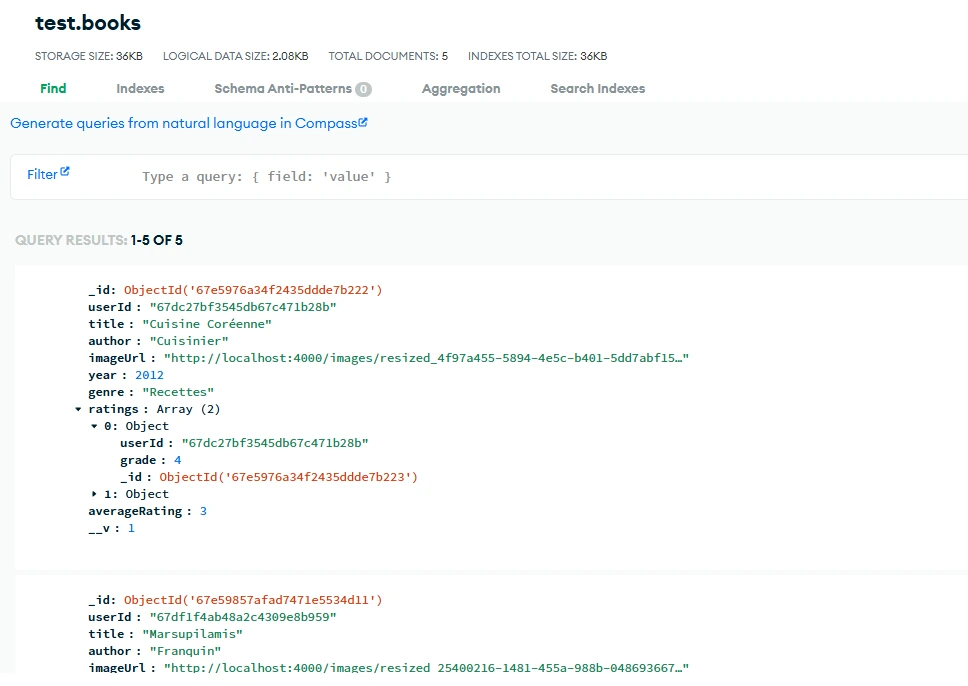 test.books
STORAGE SIZE: 36KB LOGICAL DATA SIZE: 2.08KB TOTAL DOCUMENTS: 5 INDEXES TOTAL SIZE: 36KB
Find Indexes Schema Anti-Patterns 0 Aggregation Search Indexes
Generate queries from natural language in Compass
Filter Type a query: { field: 'value' }
QUERY RESULTS: 1-5 OF 5
_id: ObjectId('67e5976a34f2435ddde7b222')
userId : "67dc27bf3545db67c471b28b"
title : "Cuisine Coréenne"
author : "Cuisinier"
imageUrl : "http://localhost:4000/images/resized_4f97a455-5894-4e5c-b401-5dd7abf15…"
year : 2012
genre : "Recettes"
ratings : Array (2)
0: Object
userId : "67dc27bf3545db67c471b28b"
grade : 4
_id : ObjectId('67e5976a34f2435ddde7b223')
1: Object
averageRating : 3
__v : 1
_id: ObjectId('67e59857afad7471e5534d11')
userId : "67df1f4ab48a2c4309e8b959"
title : "Marsupilamis"
author : "Franquin"
imageUrl : "http://localhost:4000/images/resized_25400216-1481-455a-988b-048693667…"